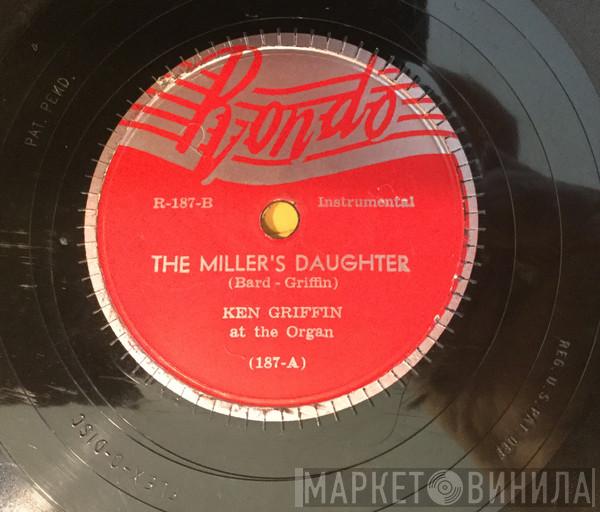 Rondo
R-187-B Instrumental
THE MILLER'S DAUGHTER
(Bard - Griffin)
KEN GRIFFIN
at the Organ
(187-A)
PAT. PEND.
REG. U.S. PAT. OFF.
FLEX-O-DISC
МАРКЕТ ВИНИЛА